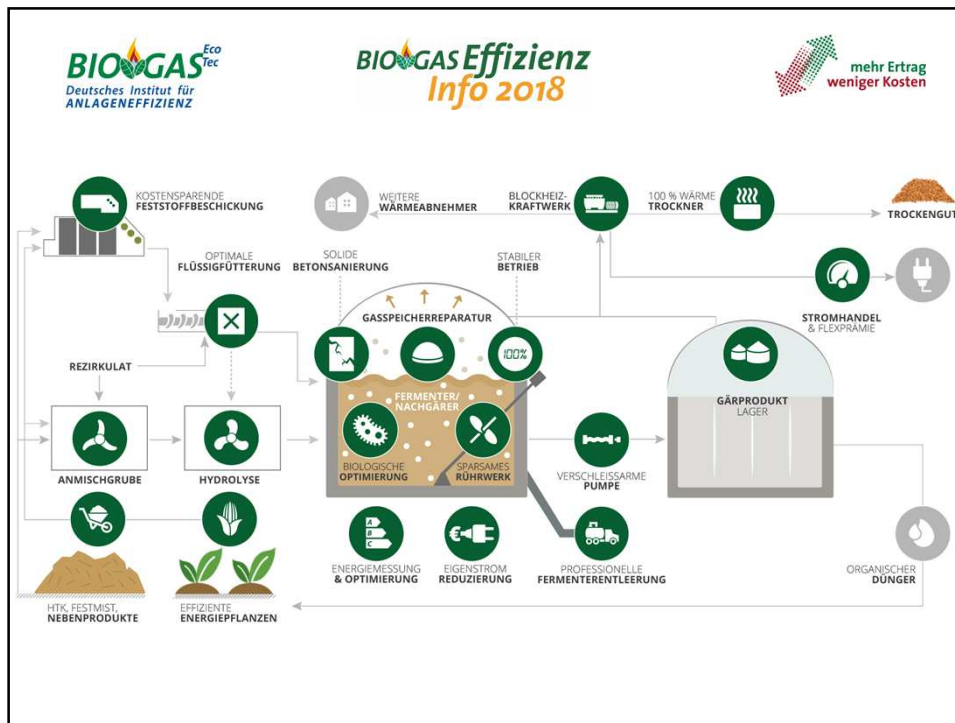 BIOGAS Eco
Tec
Deutsches Institut für
ANLAGENEFFIZIENZ
BIOGAS Effizienz
Info 2018
mehr Ertrag
weniger Kosten
KOSTENSPARENDE
FESTSTOFFBESCHICKUNG
WEITERE
WÄRMEABNEHMER
BLOCKHEIZ-
KRAFTWERK
100 % WÄRME
TROCKNER
TROCKENGUT
OPTIMALE
FLÜSSIGFÜTTERUNG
SOLIDE
BETONSANIERUNG
STABILER
BETRIEB
STROMHANDEL
& FLEXPRÄMIE
GASSPEICHERREPARATUR
100%
REZIRKULAT
FERMENTER/
NACHGÄRER
GÄRPRODUKT
LAGER
BIOLOGISCHE
OPTIMIERUNG
SPARSAMES
RÜHRWERK
ANMISCHGRUBE
HYDROLYSE
VERSCHLEISSARME
PUMPE
A
B
C
ENERGIEMESSUNG
& OPTIMIERUNG
EIGENSTROM
REDUZIERUNG
PROFESSIONELLE
FERMENTERENTLEERUNG
ORGANISCHER
DÜNGER
HTK, FESTMIST,
NEBENPRODUKTE
EFFIZIENTE
ENERGIEPFLANZEN